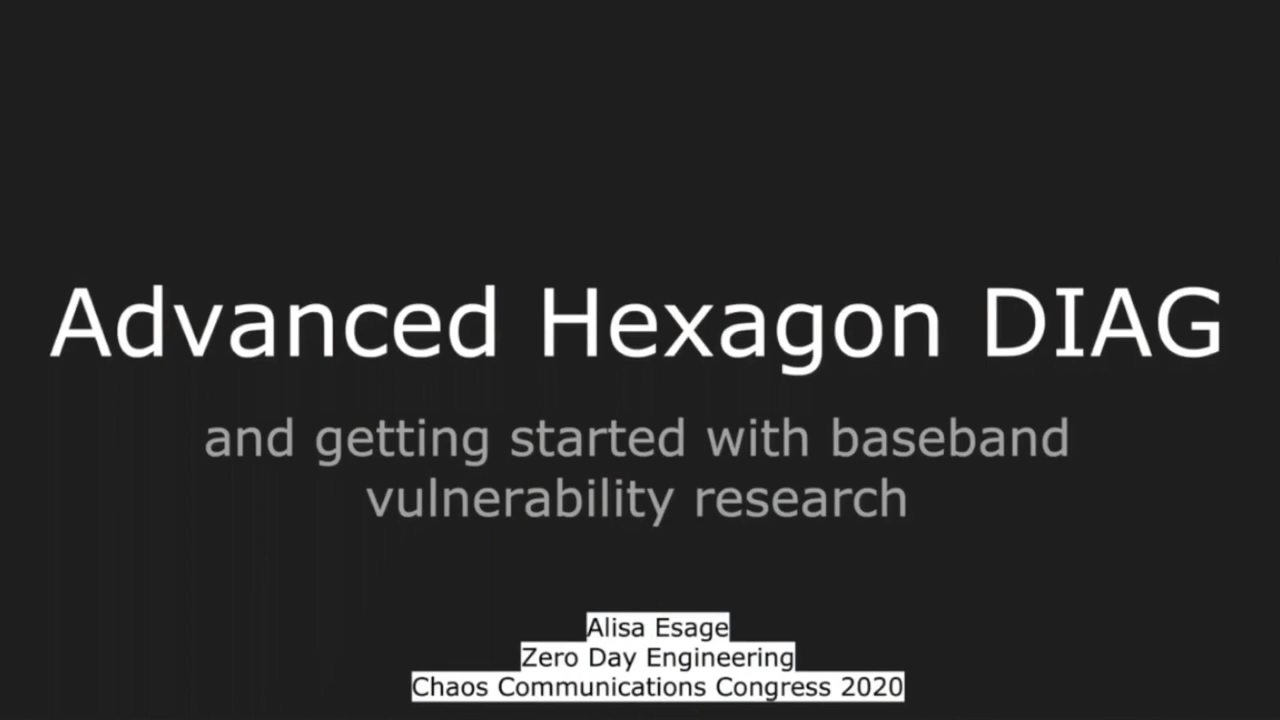 Advanced Hexagon DIAG
and getting started with baseband
vulnerability research
Alisa Esage
Zero Day Engineering
Chaos Communications Congress 2020